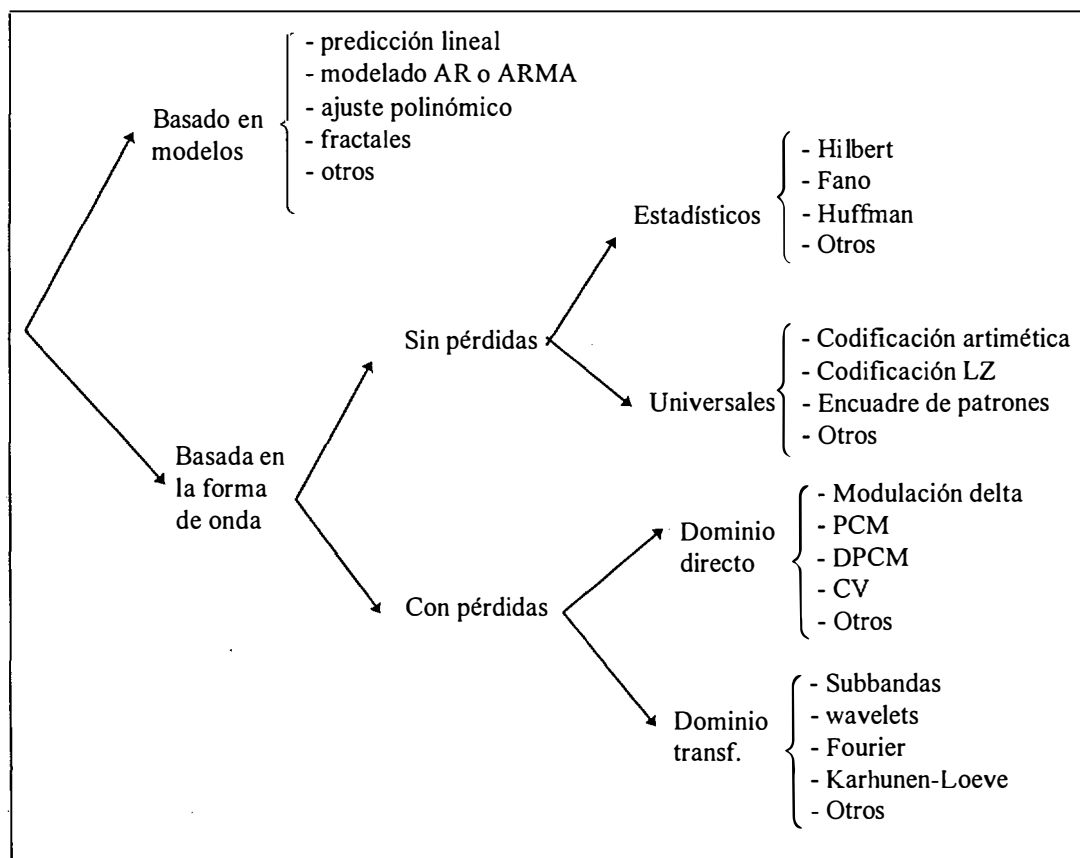 Basado en
modelos
- predicción lineal
- modelado AR o ARMA
- ajuste polinómico
- fractales
- otros
Basada en
la forma
de onda
Sin pérdidas
Estadísticos
- Hilbert
- Fano
- Huffman
- Otros
Universales
- Codificación artimética
- Codificación LZ
- Encuadre de patrones
- Otros
Con pérdidas
Dominio
directo
- Modulación delta
- PCM
- DPCM
- CV
- Otros
Dominio
transf.
- Subbandas
- wavelets
- Fourier
- Karhunen-Loeve
- Otros